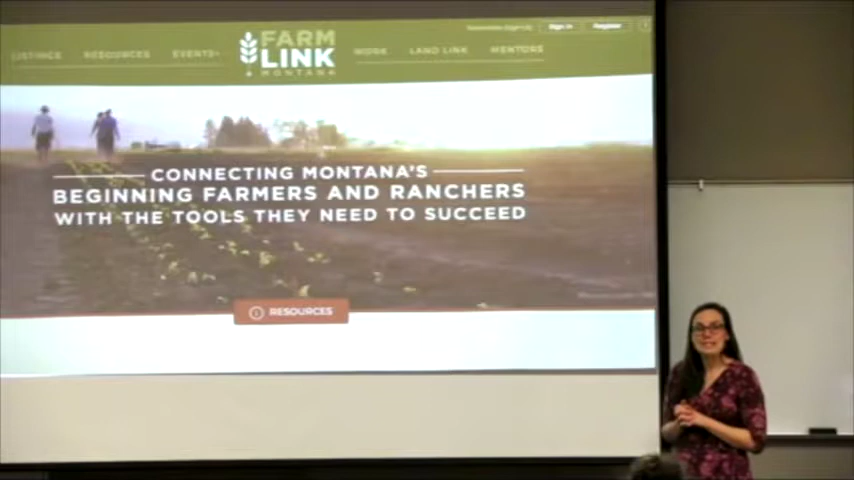 Sign In
Register
LISTINGS RESOURCES EVENTS
FARM
LINK
MONTANA
WORK LAND LINK MENTORS
CONNECTING MONTANA'S
BEGINNING FARMERS AND RANCHERS
WITH THE TOOLS THEY NEED TO SUCCEED
RESOURCES